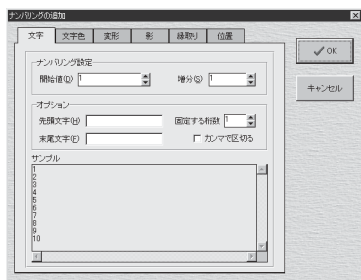 ナンバリングの追加
文字 文字色 変形 影 縁取り 位置
ナンバリング設定
開始値(D) 1 増分(S) 1
オプション
先頭文字(H) 固定する桁数 1
末尾文字(F) カンマで区切る
サンプル
1
2
3
4
5
6
7
8
9
10
OK
キャンセル